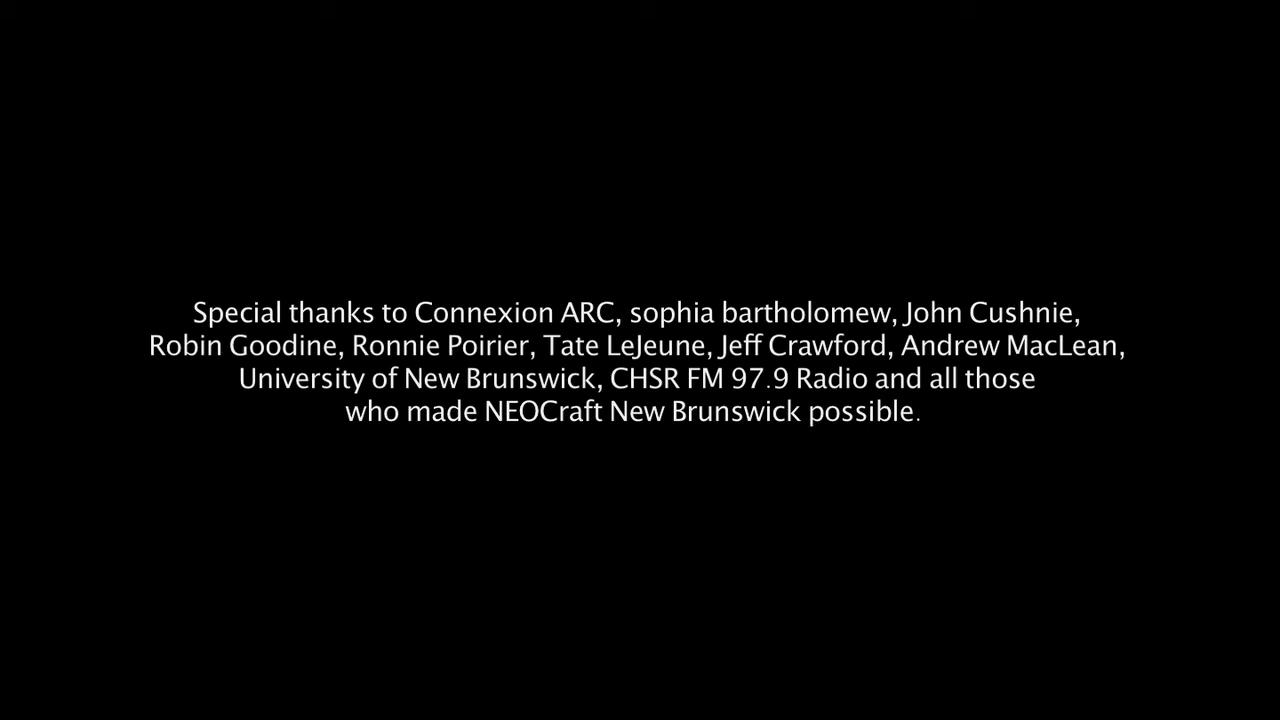 Special thanks to Connexion ARC, sophia bartholomew, John Cushnie,
Robin Goodine, Ronnie Poirier, Tate LeJeune, Jeff Crawford, Andrew MacLean,
University of New Brunswick, CHSR FM 97.9 Radio and all those
who made NEOCraft New Brunswick possible.